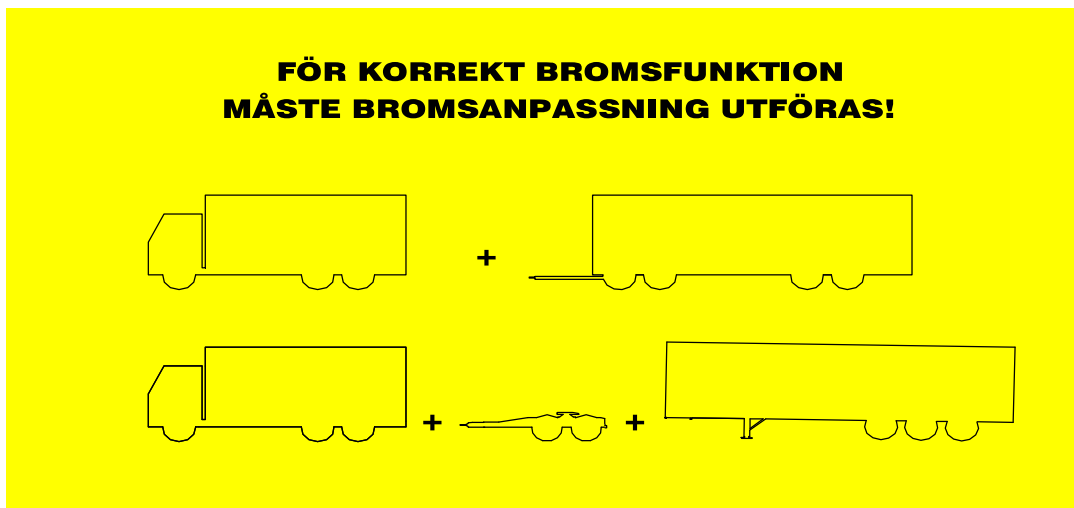 FÖR KORREKT BROMSFUNKTION
MÅSTE BROMSANPASSNING UTFÖRAS!
+
+ +